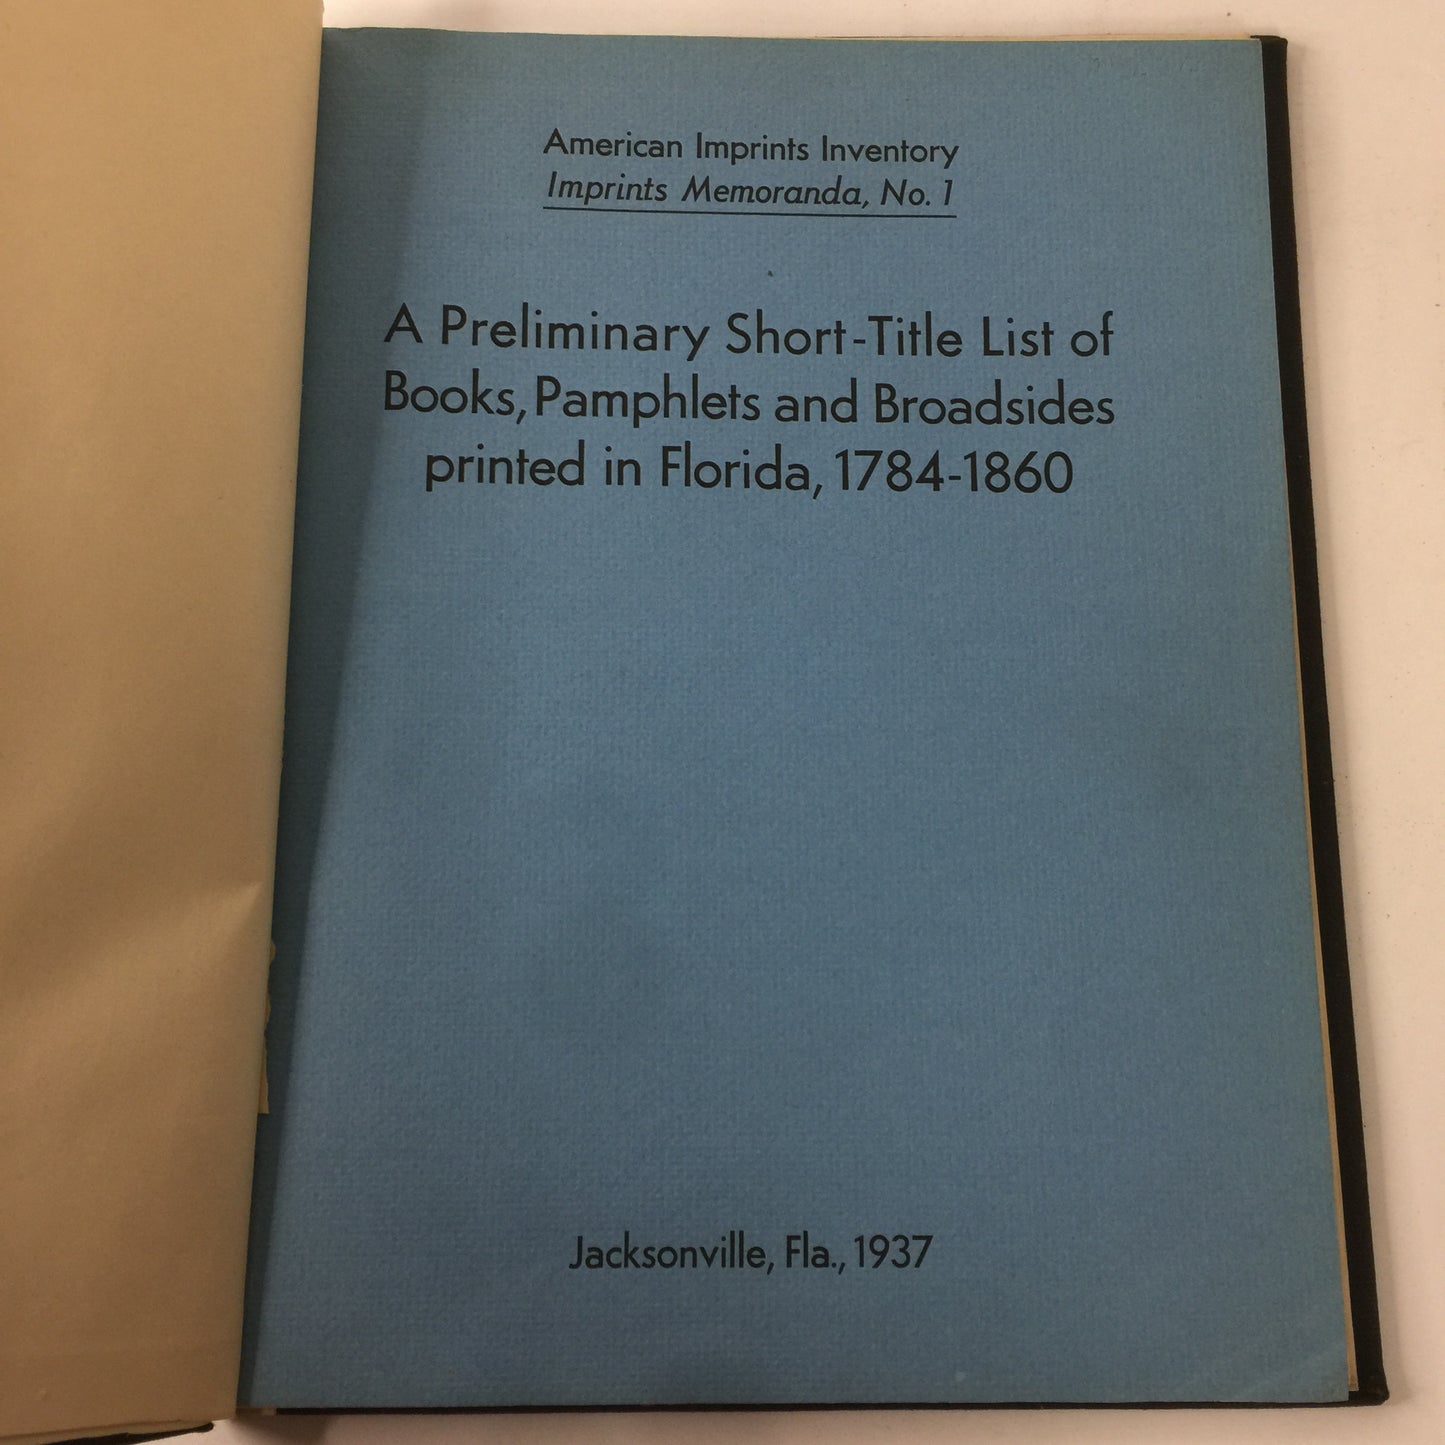 American Imprints Inventory
Imprints Memoranda, No. 1
A Preliminary Short-Title List of
Books, Pamphlets and Broadsides
printed in Florida, 1784-1860
Jacksonville, Fla., 1937